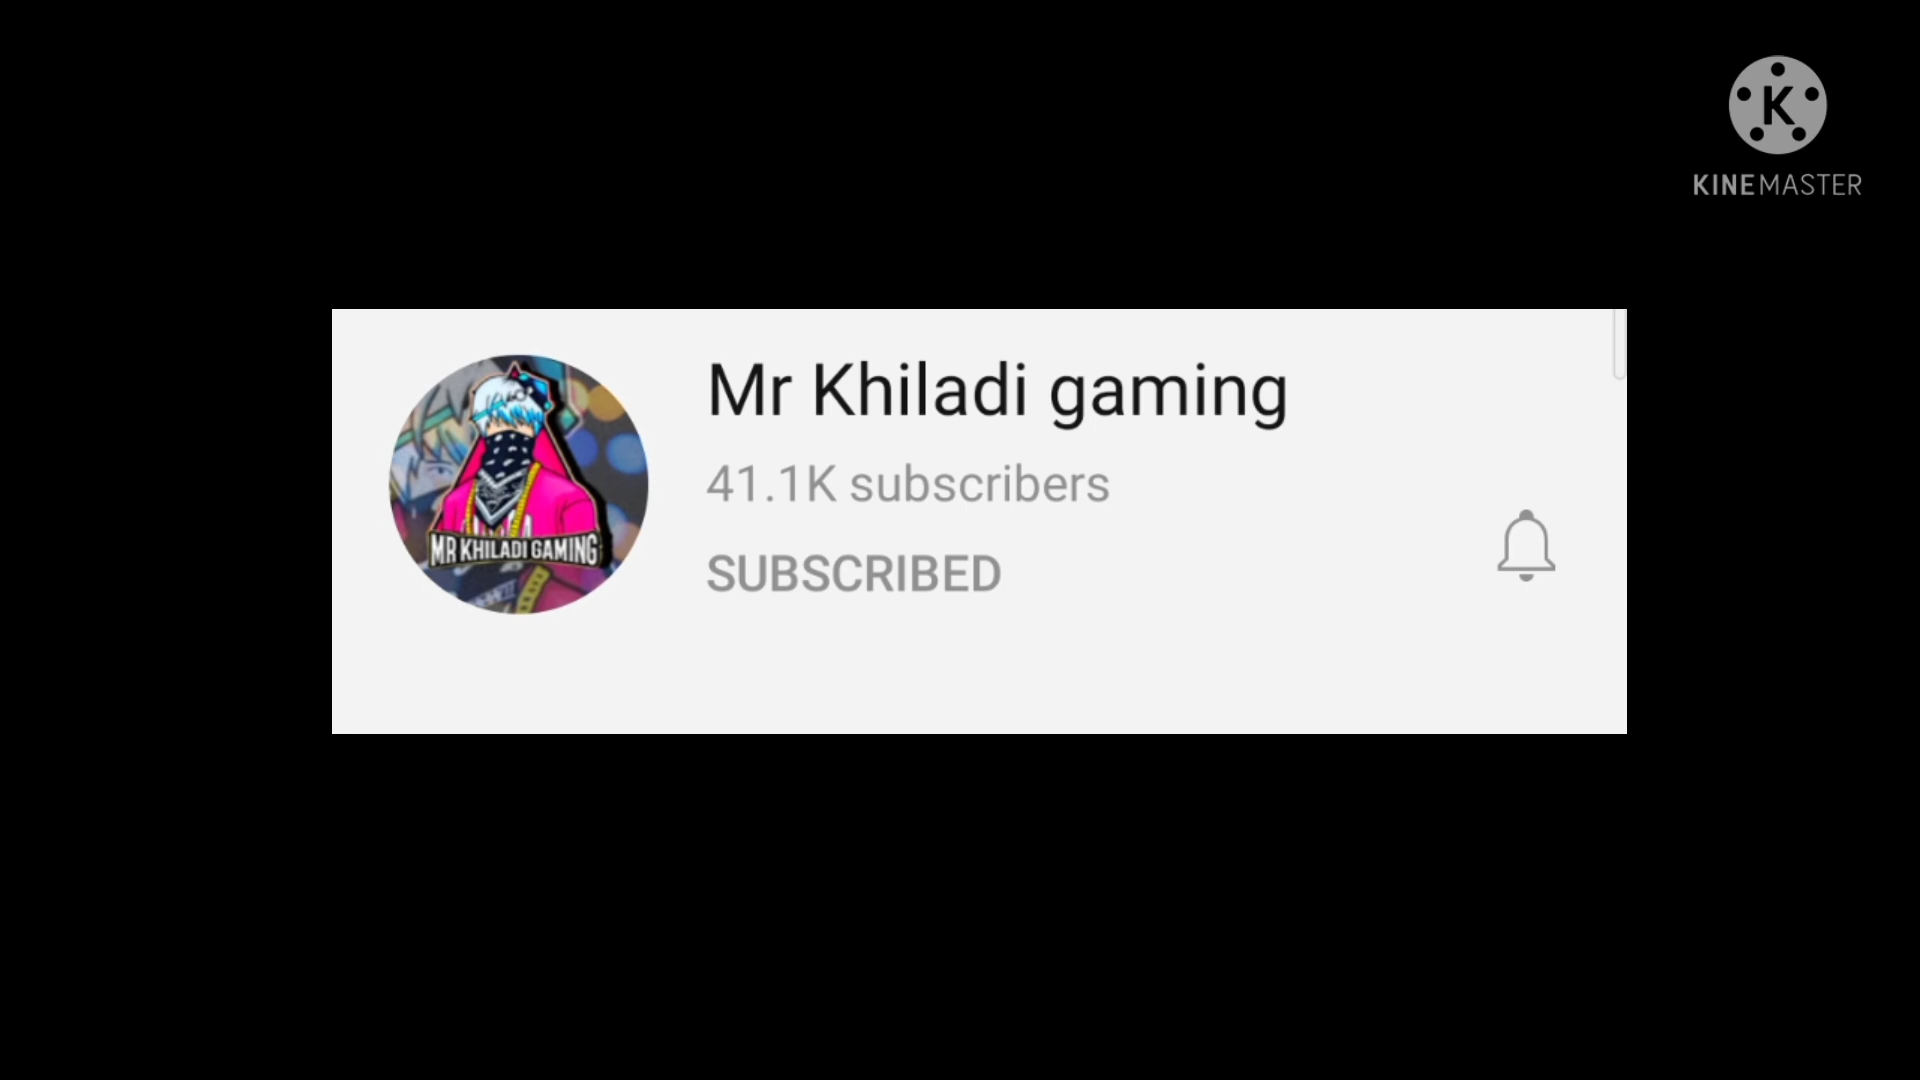 K
KINEMASTER
Mr Khiladi gaming
41.1K subscribers
SUBSCRIBED
MR KHILADI GAMING